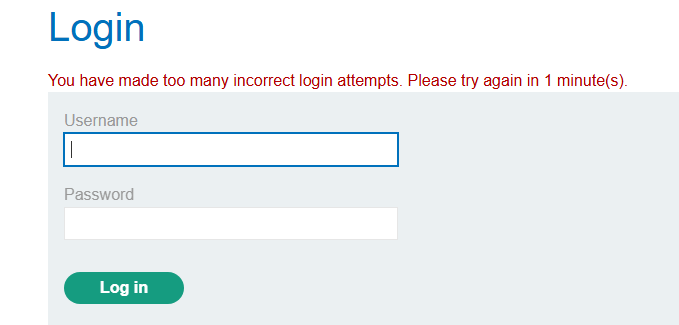 Login
You have made too many incorrect login attempts. Please try again in 1 minute(s).
Username
Password
Log in